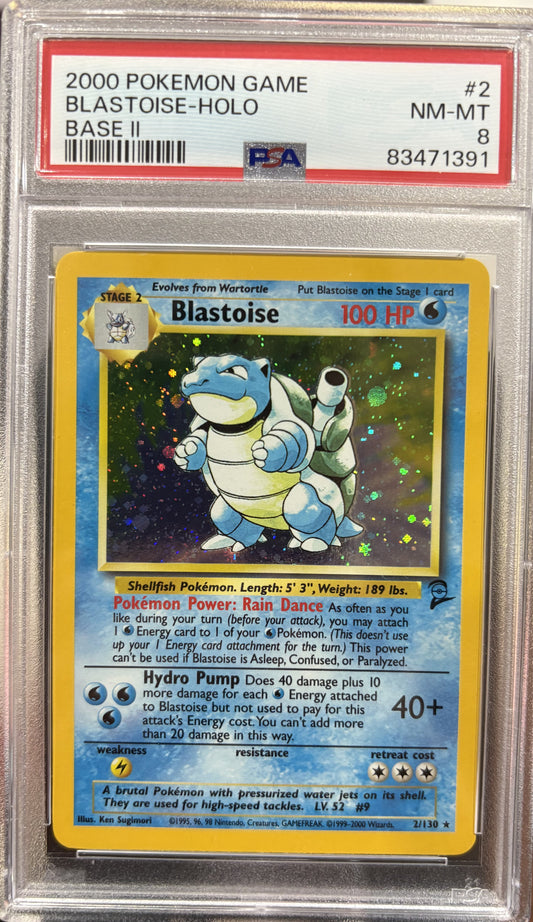 2000 POKEMON GAME #2
BLASTOISE-HOLO NM-MT
BASE II 8
PSA 83471391
Evolves from Wartortle Put Blastoise on the Stage 1 card
STAGE 2
Blastoise 100 HP
Shellfish Pokémon. Length: 5' 3", Weight: 189 lbs.
Pokémon Power: Rain Dance As often as you
like during your turn (before your attack), you may attach
1 Energy card to 1 of your Pokémon. (This doesn't use
up your 1 Energy card attachment for the turn.) This power
can't be used if Blastoise is Asleep, Confused, or Paralyzed.
Hydro Pump Does 40 damage plus 10
more damage for each Energy attached
to Blastoise but not used to pay for this
attack's Energy cost. You can't add more
than 20 damage in this way.
40+
weakness resistance retreat cost
A brutal Pokémon with pressurized water jets on its shell.
They are used for high-speed tackles. LV. 52 #9
Illus. Ken Sugimori ©1995, 96, 98 Nintendo, Creatures, GAMEFREAK. ©1999-2000 Wizards. 2/130 ★